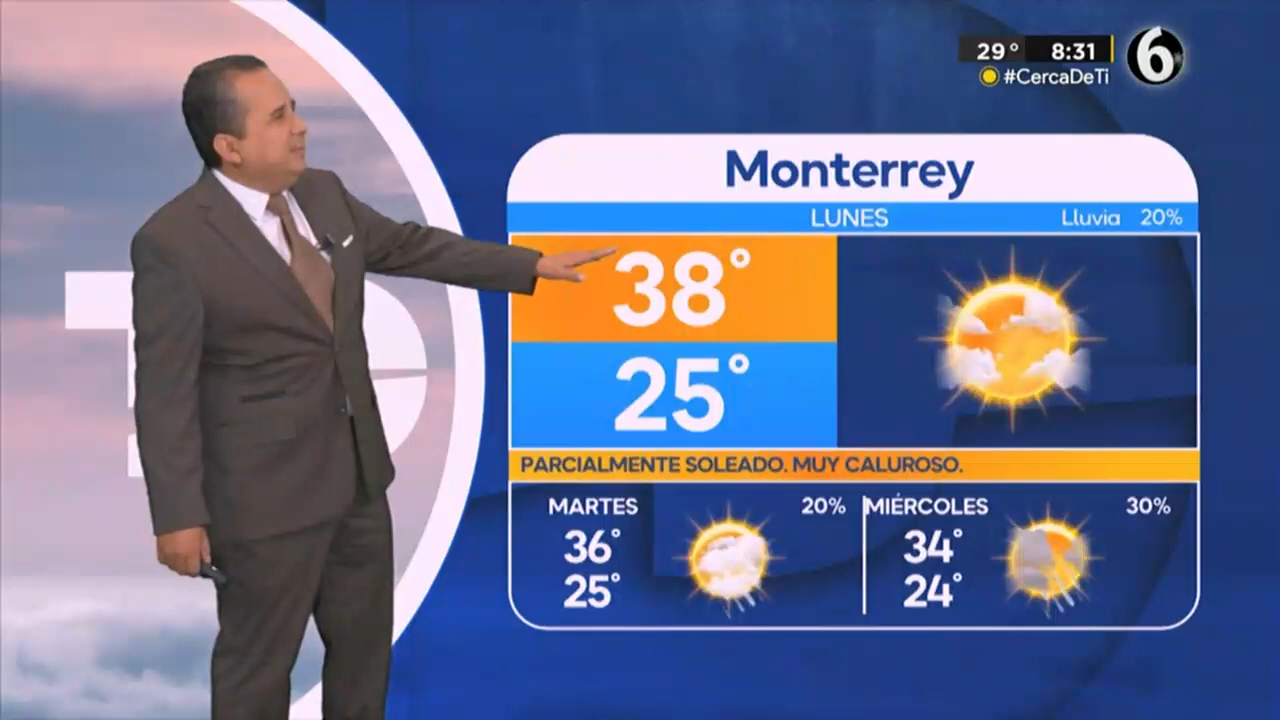 29° 8:31
#CercaDeTi
6
Monterrey
LUNES Lluvia 20%
38°
25°
PARCIALMENTE SOLEADO. MUY CALUROSO.
MARTES 20%
36°
25°
MIÉRCOLES 30%
34°
24°